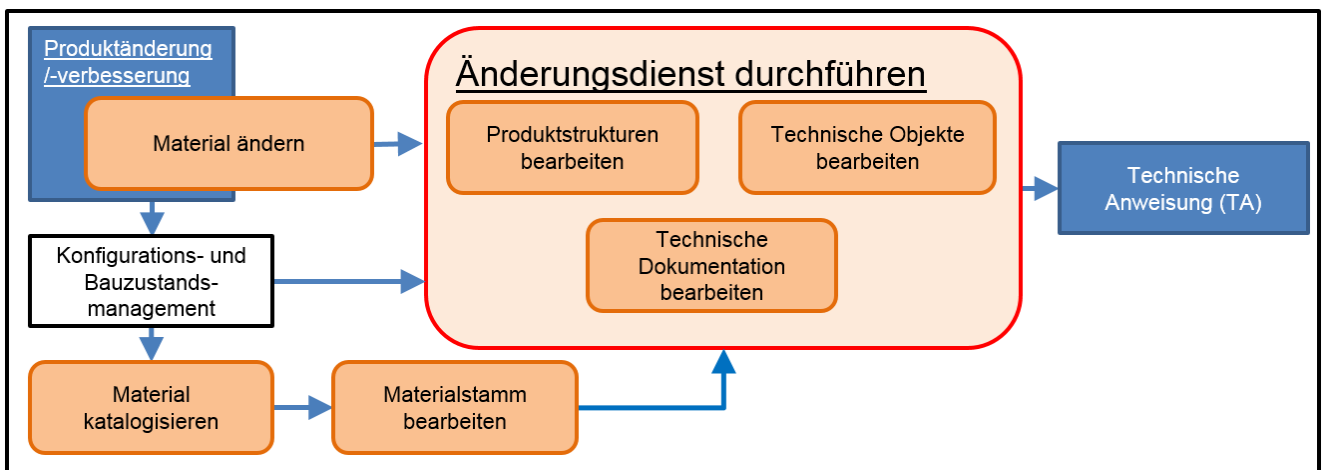 Produktänderung
/-verbesserung
Material ändern
Änderungsdienst durchführen
Produktstrukturen
bearbeiten
Technische Objekte
bearbeiten
Technische
Dokumentation
bearbeiten
Technische
Anweisung (TA)
Konfigurations- und
Bauzustands-
management
Material
katalogisieren
Materialstamm
bearbeiten